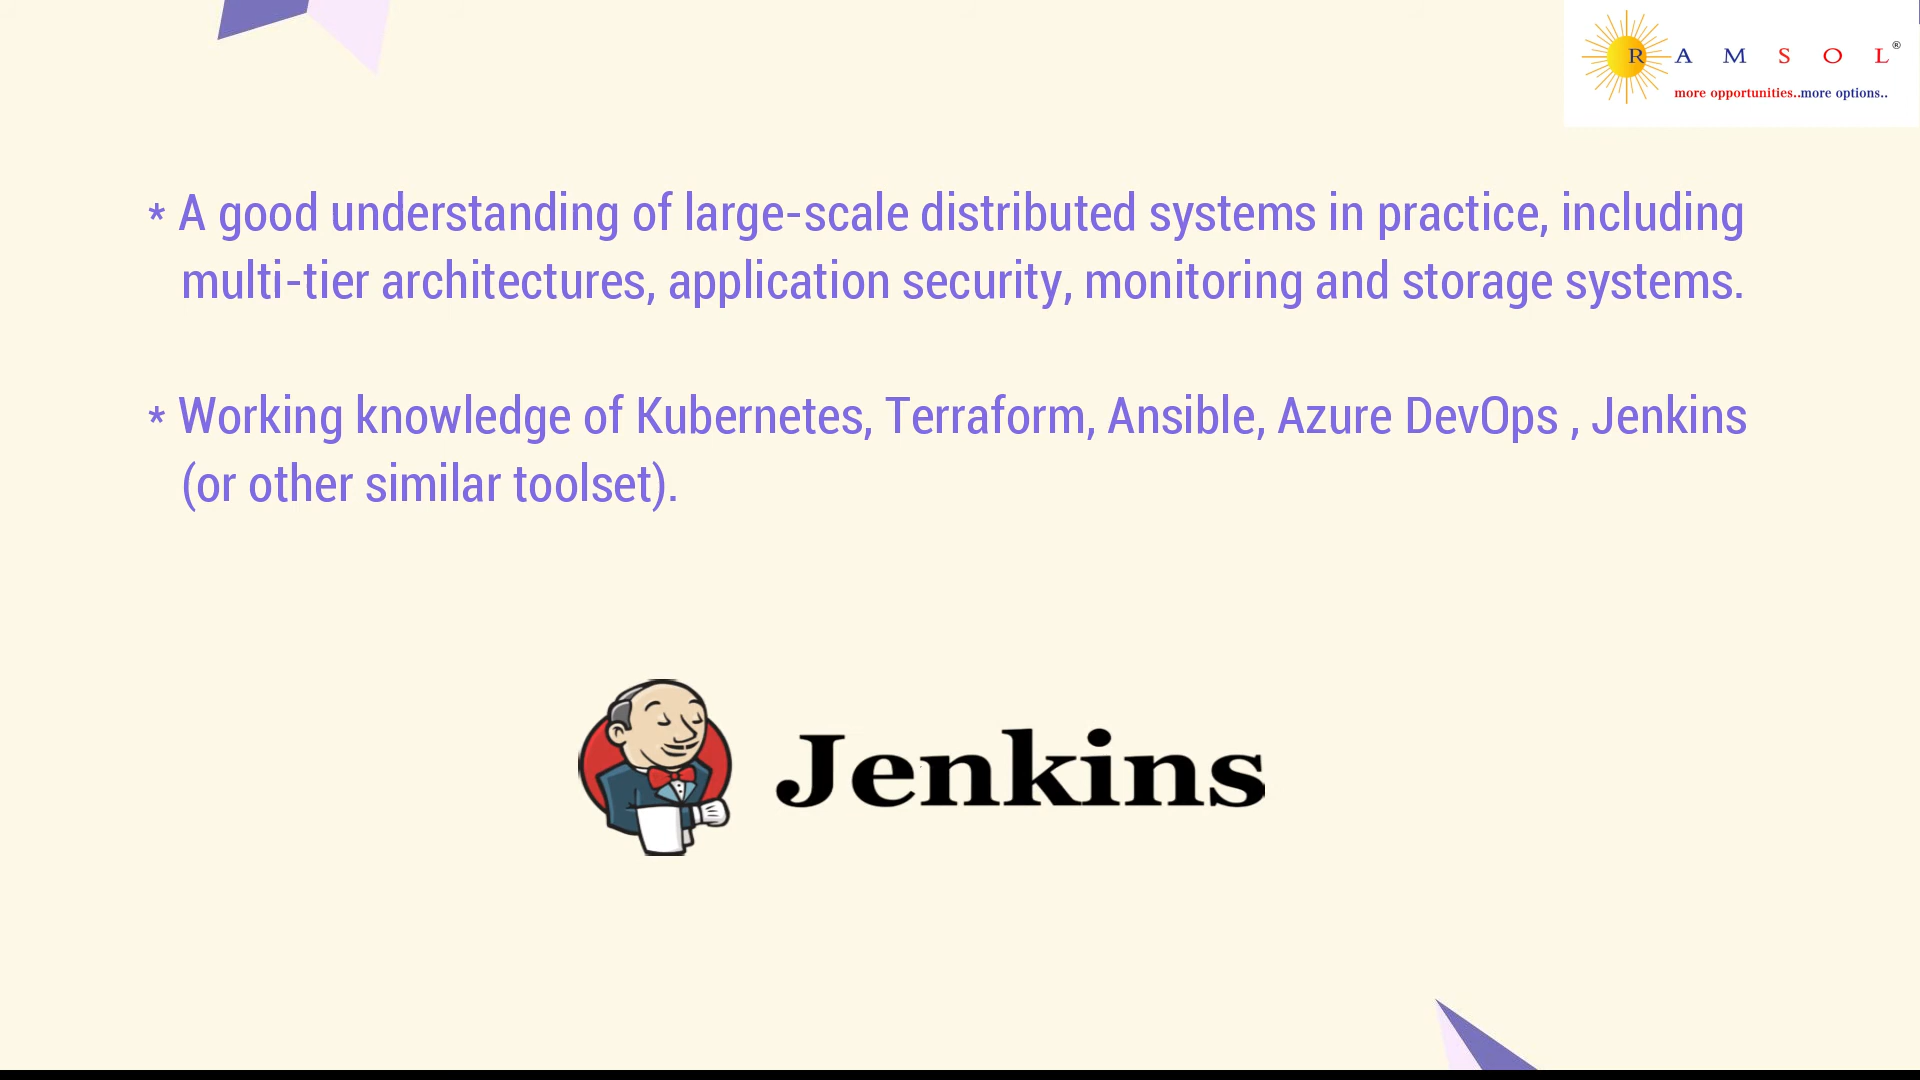 R A M S O L ®
more opportunities..more options..
* A good understanding of large-scale distributed systems in practice, including
multi-tier architectures, application security, monitoring and storage systems.
* Working knowledge of Kubernetes, Terraform, Ansible, Azure DevOps , Jenkins
(or other similar toolset).
Jenkins